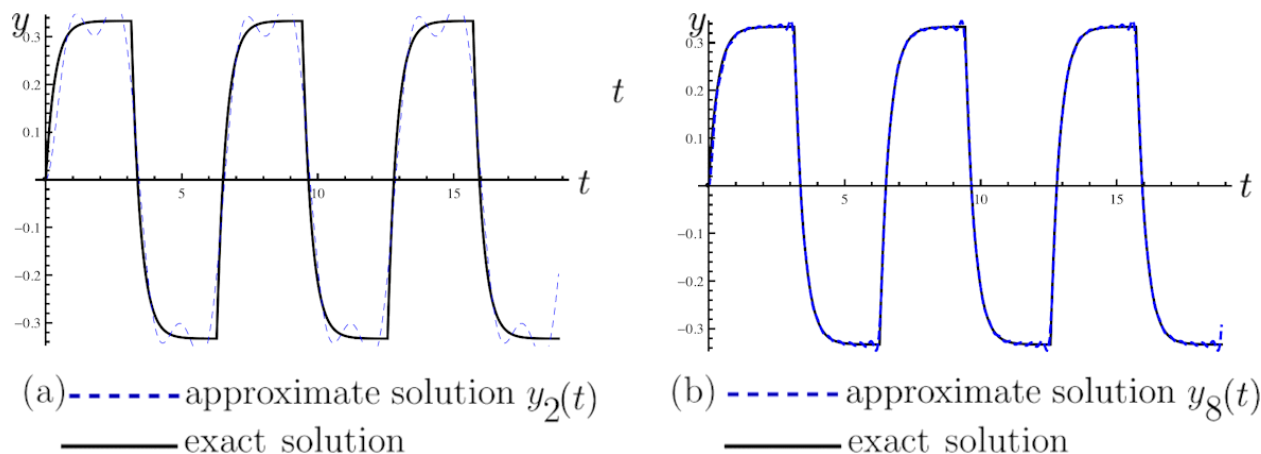 y
0.3
0.2
0.1
-0.1
-0.2
-0.3
5
10
15
t
t
y
0.3
0.2
0.1
-0.1
-0.2
-0.3
5
10
15
t
(a) approximate solution y2(t)
exact solution
(b) approximate solution y8(t)
exact solution